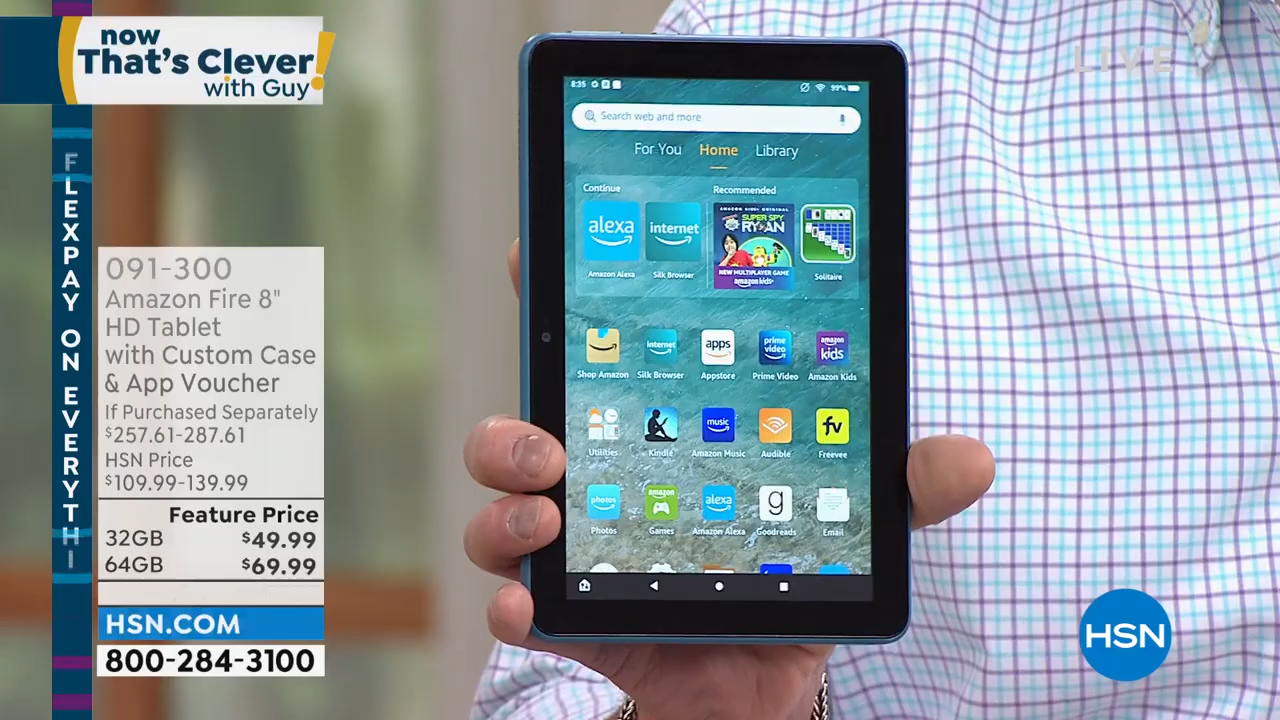 now
That's Clever!
with Guy
LIVE
FLEXPAY ON EVERYTHI
091-300
Amazon Fire 8"
HD Tablet
with Custom Case
& App Voucher
If Purchased Separately
$257.61-287.61
HSN Price
$109.99-139.99
Feature Price
32GB $49.99
64GB $69.99
HSN.COM
800-284-3100
8:35
99%
Search web and more
For You Home Library
Continue Recommended
alexa internet
Amazon Alexa Silk Browser
AMAZON KIDS+ ORIGINAL
SUPER SPY
RYAN
NEW MULTIPLAYER GAME
amazon kids+
Solitaire
internet apps prime video amazon kids
Shop Amazon Silk Browser Appstore Prime Video Amazon Kids
music fv
Utilities Kindle Amazon Music Audible Freevee
photos amazon alexa g
Photos Games Amazon Alexa Goodreads Email
HSN